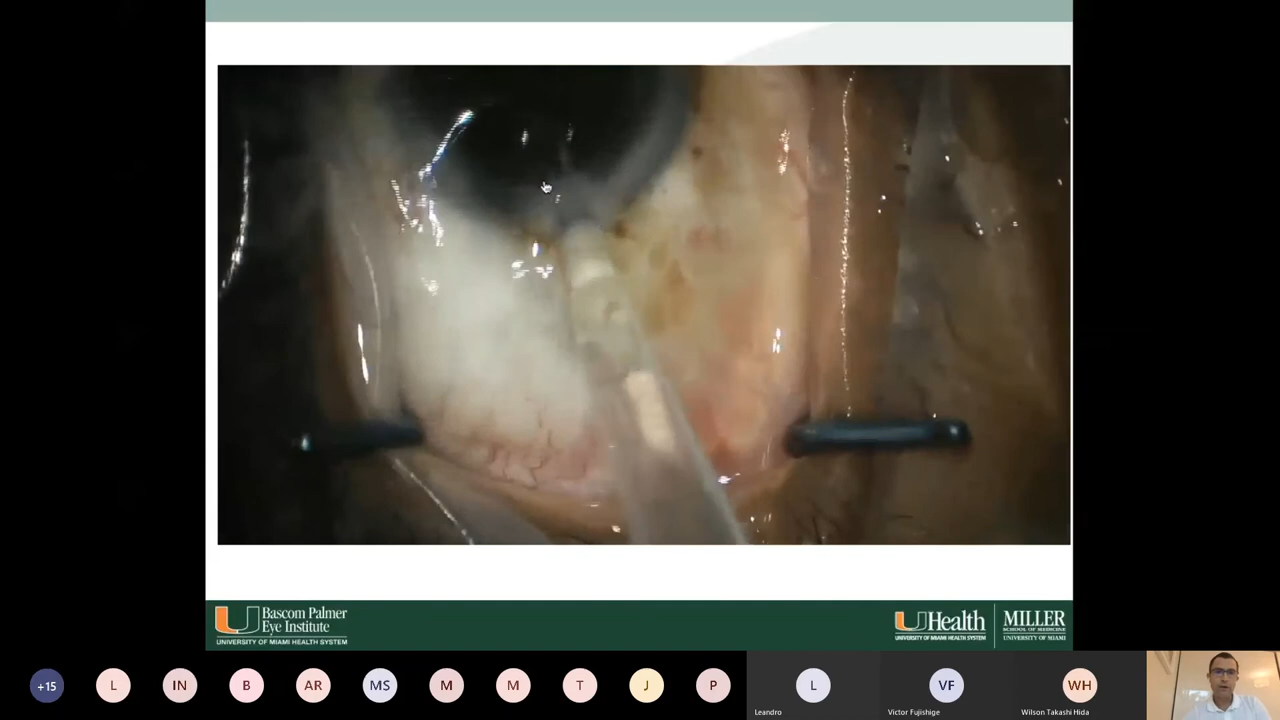 Bascom Palmer
Eye Institute
UNIVERSITY OF MIAMI HEALTH SYSTEM
UHealth
UNIVERSITY OF MIAMI HEALTH SYSTEM
MILLER
SCHOOL OF MEDICINE
UNIVERSITY OF MIAMI
+15
L
IN
B
AR
MS
M
M
T
J
P
L
Leandro
VF
Victor Fujishige
WH
Wilson Takashi Hida